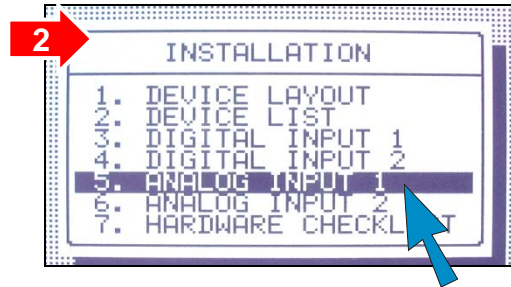 2
INSTALLATION
1. DEVICE LAYOUT
2. DEVICE LIST
3. DIGITAL INPUT 1
4. DIGITAL INPUT 2
5. ANALOG INPUT 1
6. ANALOG INPUT 2
7. HARDWARE CHECKLIST